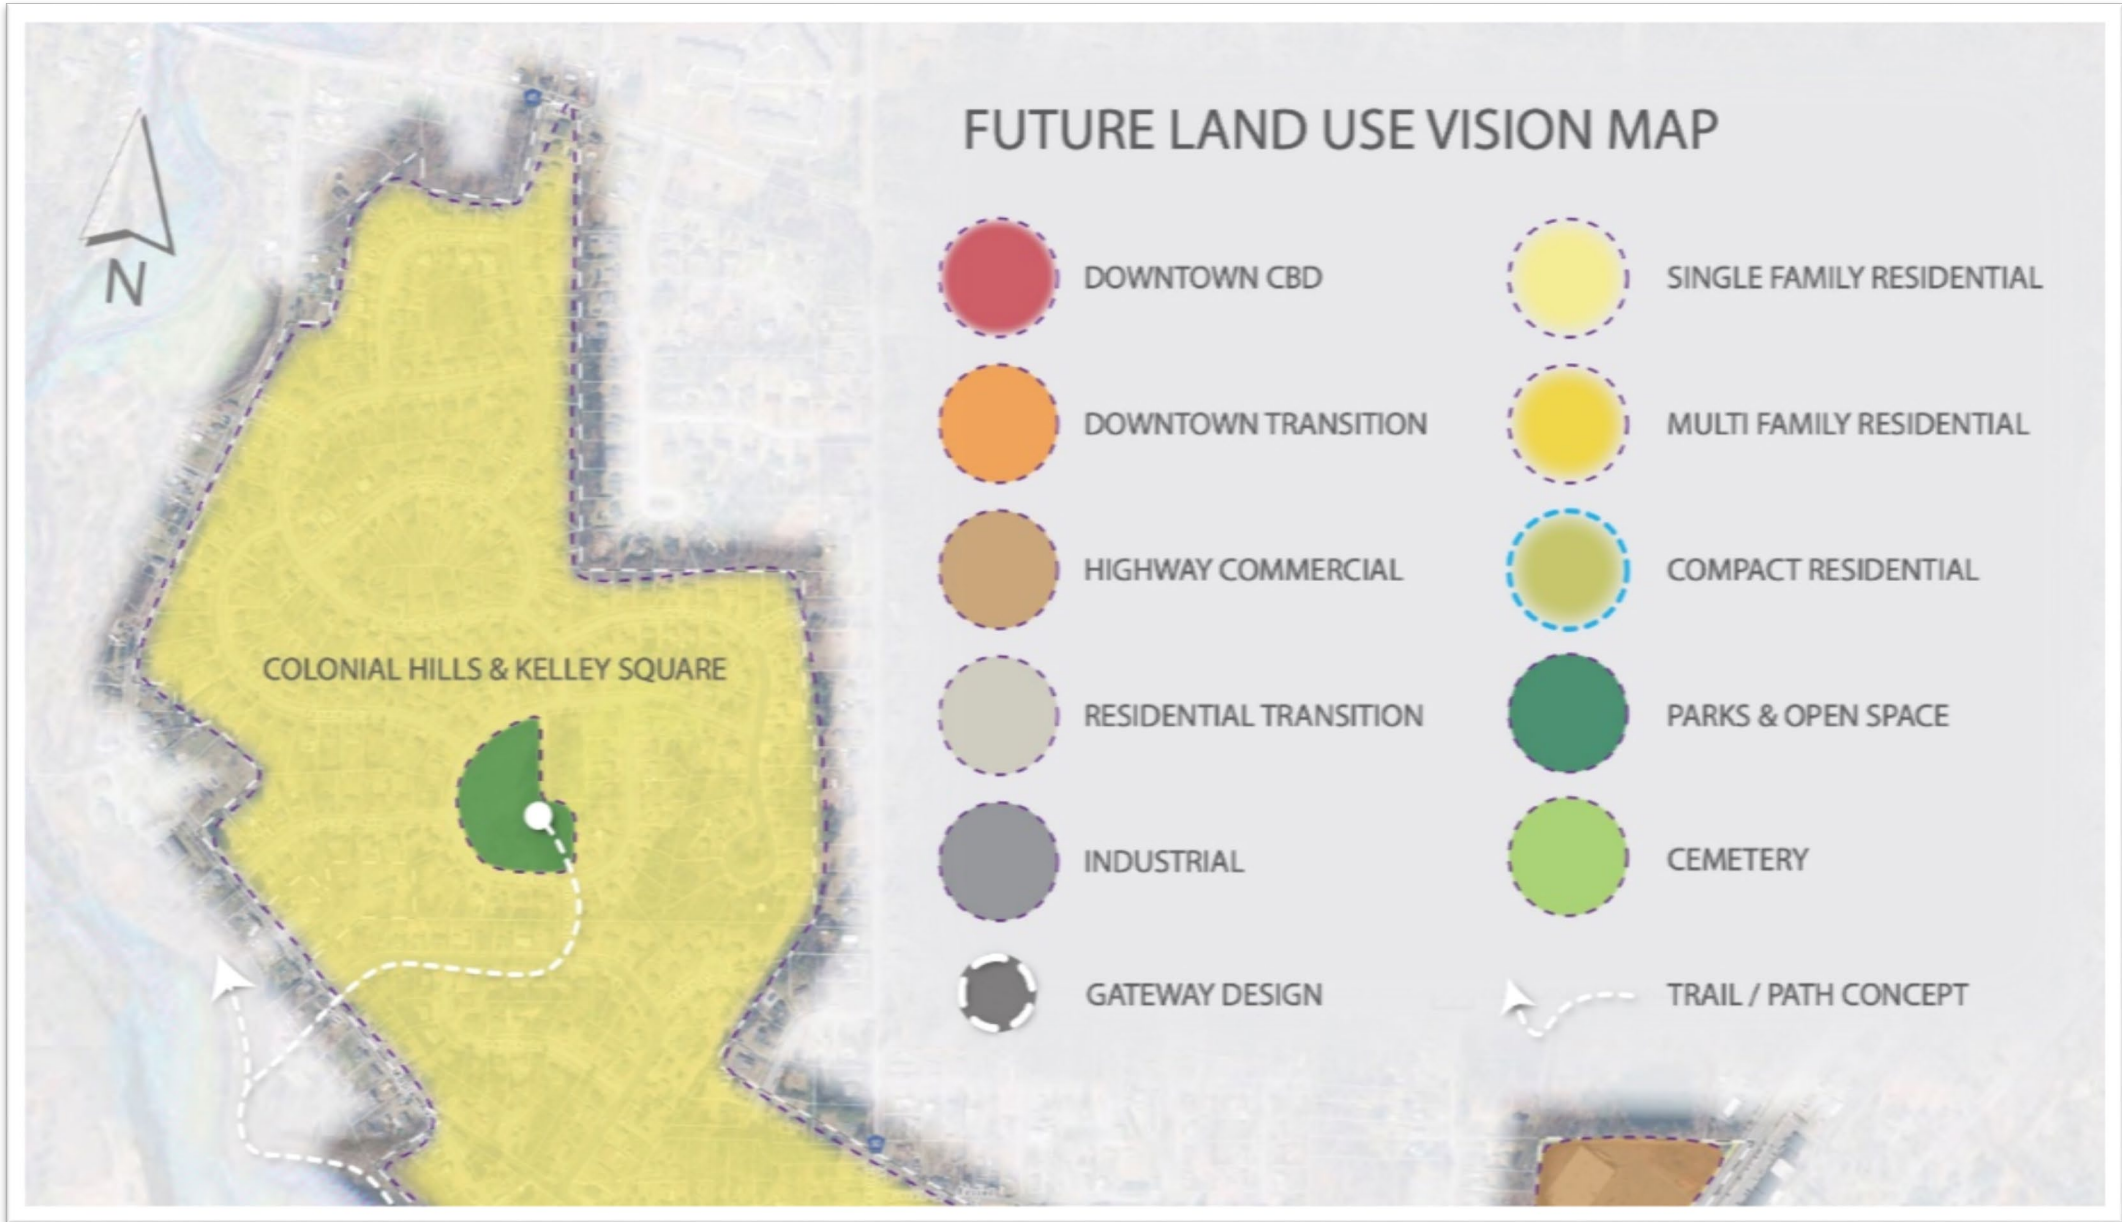 FUTURE LAND USE VISION MAP
N
DOWNTOWN CBD
SINGLE FAMILY RESIDENTIAL
DOWNTOWN TRANSITION
MULTI FAMILY RESIDENTIAL
HIGHWAY COMMERCIAL
COMPACT RESIDENTIAL
COLONIAL HILLS & KELLEY SQUARE
RESIDENTIAL TRANSITION
PARKS & OPEN SPACE
INDUSTRIAL
CEMETERY
GATEWAY DESIGN
TRAIL / PATH CONCEPT